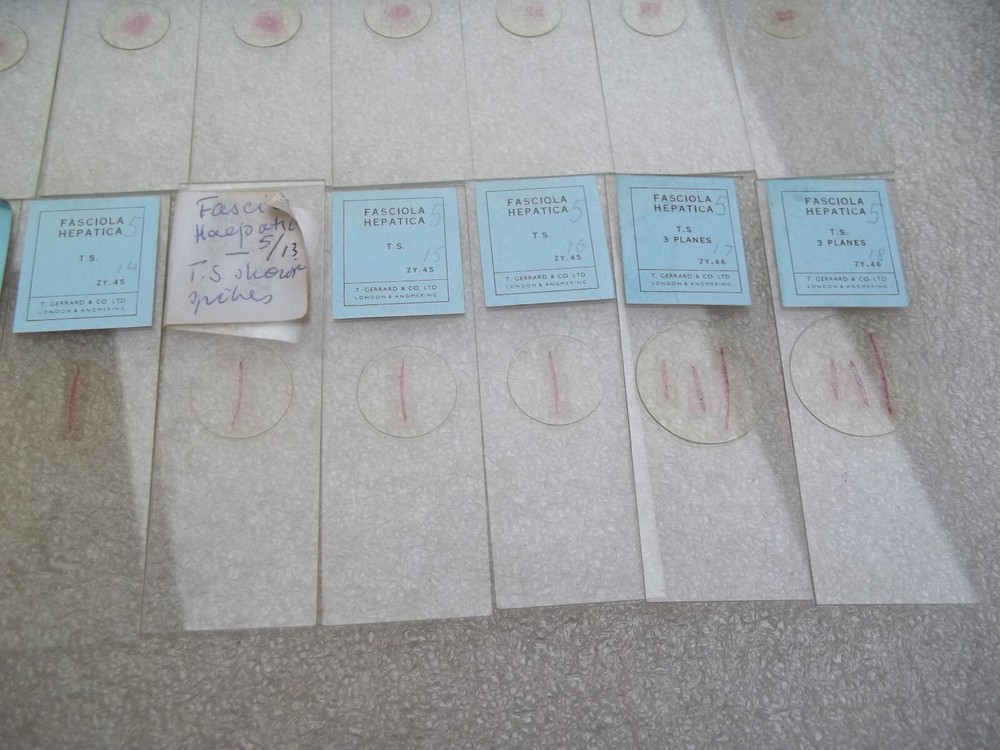 FASCIOLA 5
HEPATICA
T.S. 14
ZY.45
T. GERRARD & CO. LTD
LONDON & ANGMERING
Fasci
Haepatic
— 5/13
T.S. show
spikes
FASCIOLA 5
HEPATICA
T.S. 15
ZY.45
T. GERRARD & CO. LTD
LONDON & ANGMERING
FASCIOLA 5
HEPATICA
T.S. 16
ZY.45
T. GERRARD & CO. LTD
LONDON & ANGMERING
FASCIOLA 5
HEPATICA
T.S.
3 PLANES 17
ZY.46
T. GERRARD & CO. LTD
LONDON & ANGMERING
FASCIOLA 5
HEPATICA
T.S.
3 PLANES 18
ZY.46
T. GERRARD & CO. LTD
LONDON & ANGMERING